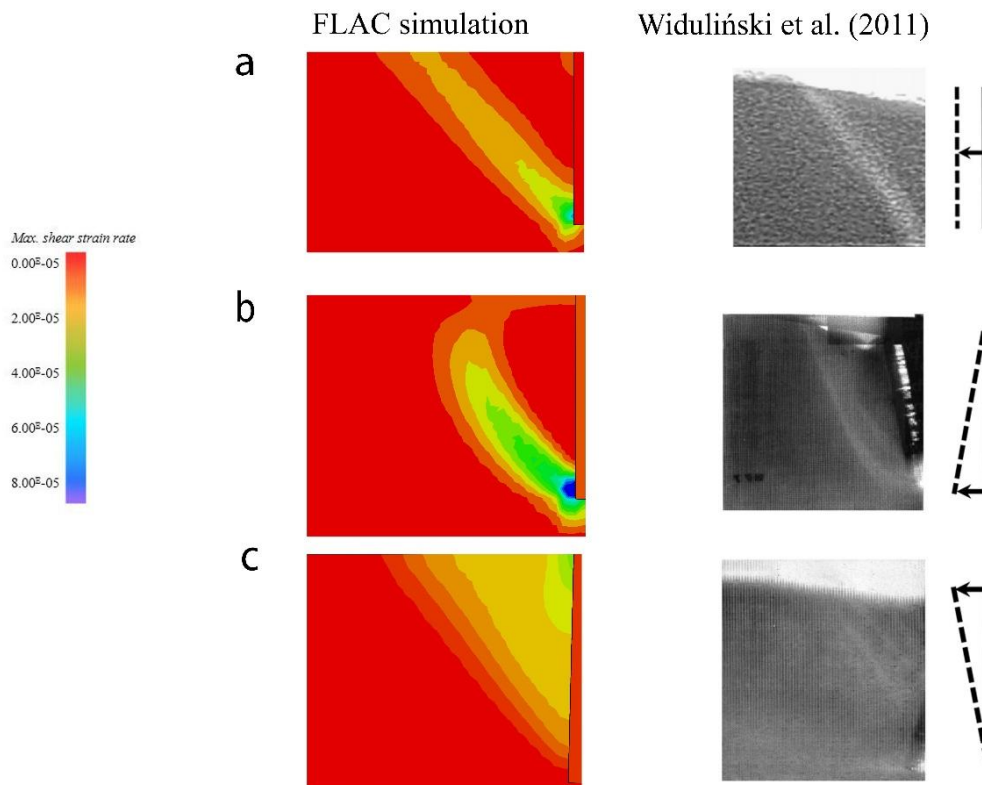 FLAC simulation
Widuliński et al. (2011)
a
Max. shear strain rate
0.00E-05
2.00E-05
4.00E-05
6.00E-05
8.00E-05
b
c